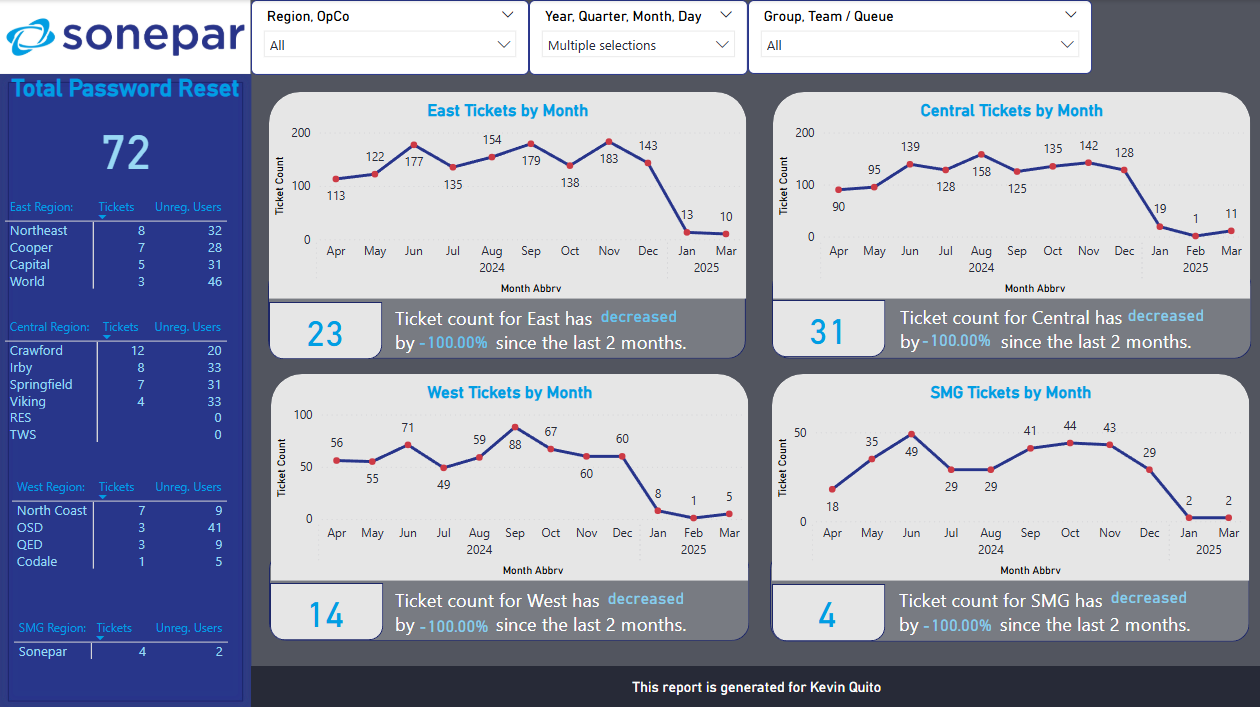 sonepar
Region, OpCo
All
Year, Quarter, Month, Day
Multiple selections
Group, Team / Queue
All
Total Password Reset
72
East Region: Tickets Unreg. Users
Northeast 8 32
Cooper 7 28
Capital 5 31
World 3 46
Central Region: Tickets Unreg. Users
Crawford 12 20
Irby 8 33
Springfield 7 31
Viking 4 33
RES 0
TWS 0
West Region: Tickets Unreg. Users
North Coast 7 9
OSD 3 41
QED 3 9
Codale 1 5
SMG Region: Tickets Unreg. Users
Sonepar 4 2
East Tickets by Month
Ticket Count
200
100
0
113 122 177 135 154 179 138 183 143 13 10
Apr May Jun Jul Aug Sep Oct Nov Dec Jan Mar
2024 2025
Month Abbrv
23
Ticket count for East has decreased
by -100.00% since the last 2 months.
Central Tickets by Month
Ticket Count
200
100
0
90 95 139 128 158 125 135 142 128 19 1 11
Apr May Jun Jul Aug Sep Oct Nov Dec Jan Feb Mar
2024 2025
Month Abbrv
31
Ticket count for Central has decreased
by -100.00% since the last 2 months.
West Tickets by Month
Ticket Count
100
50
0
56 55 71 49 59 88 67 60 60 8 1 5
Apr May Jun Jul Aug Sep Oct Nov Dec Jan Feb Mar
2024 2025
Month Abbrv
14
Ticket count for West has decreased
by -100.00% since the last 2 months.
SMG Tickets by Month
Ticket Count
50
0
18 35 49 29 29 41 44 43 29 2 2
Apr May Jun Jul Aug Sep Oct Nov Dec Jan Mar
2024 2025
Month Abbrv
4
Ticket count for SMG has decreased
by -100.00% since the last 2 months.
This report is generated for Kevin Quito